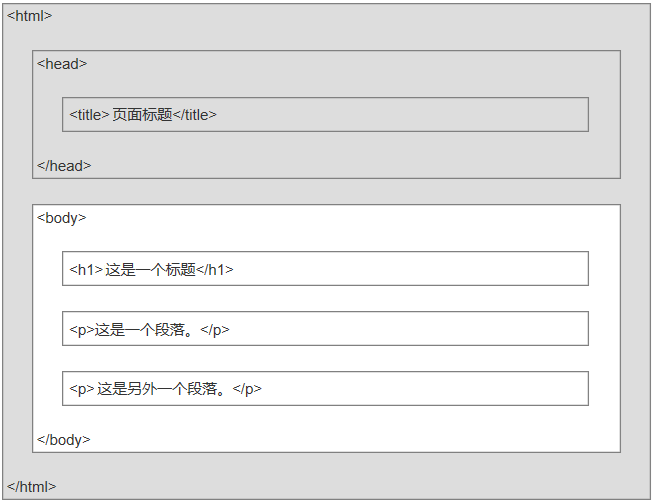 <html>
<head>
<title> 页面标题</title>
</head>
<body>
<h1> 这是一个标题</h1>
<p>这是一个段落。</p>
<p> 这是另外一个段落。</p>
</body>
</html>